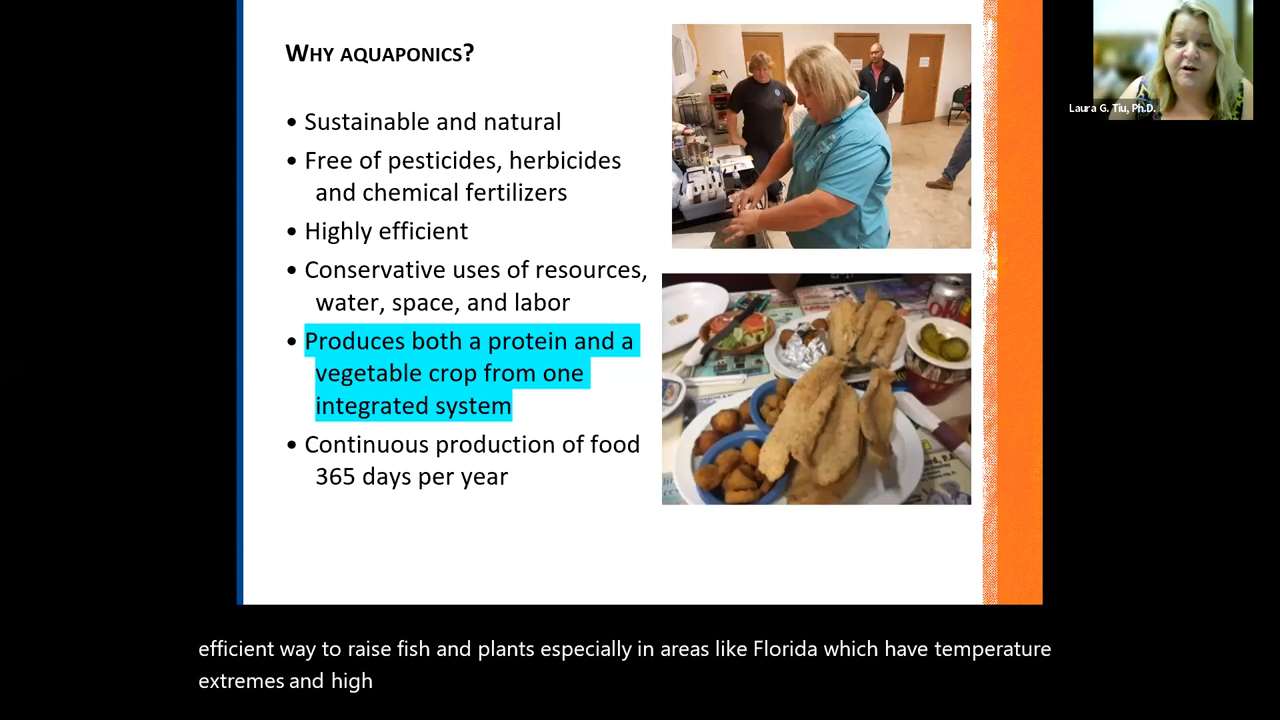 WHY AQUAPONICS?
• Sustainable and natural
• Free of pesticides, herbicides
and chemical fertilizers
• Highly efficient
• Conservative uses of resources,
water, space, and labor
• Produces both a protein and a
vegetable crop from one
integrated system
• Continuous production of food
365 days per year
Laura G. Tiu, Ph.D.
efficient way to raise fish and plants especially in areas like Florida which have temperature
extremes and high